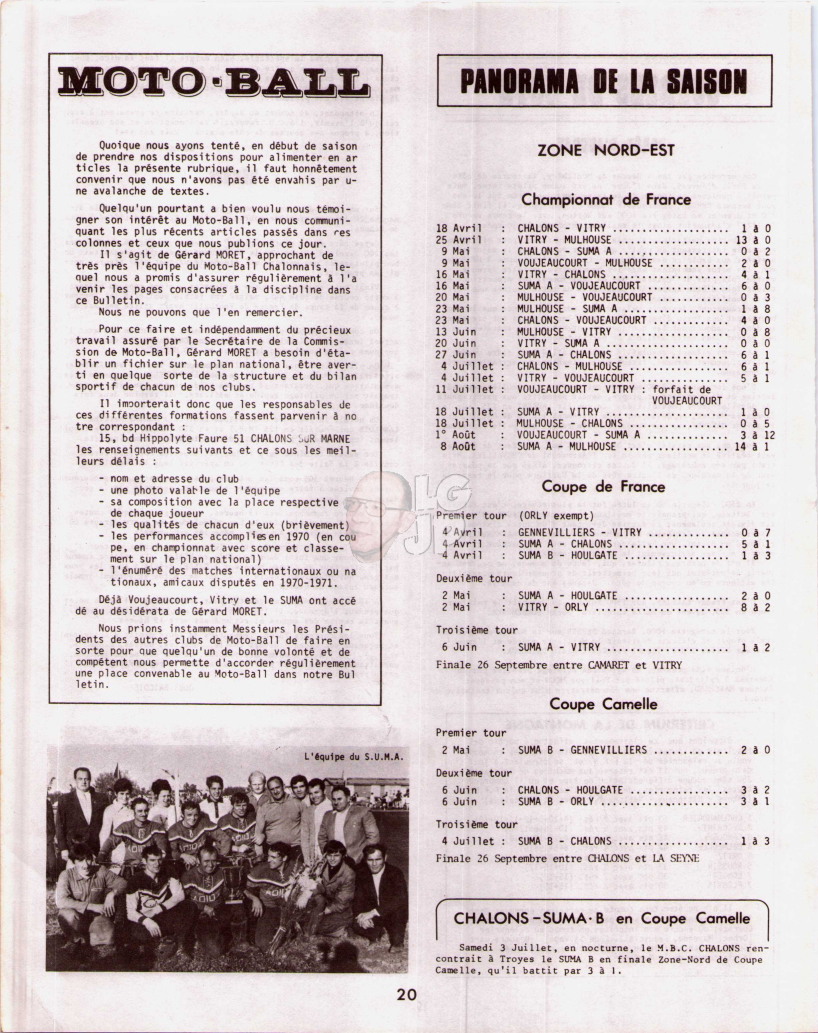 MOTO-BALL
Quoique nous ayons tenté, en début de saison
de prendre nos dispositions pour alimenter en ar
ticles la présente rubrique, il faut honnêtement
convenir que nous n'avons pas été envahis par u-
ne avalanche de textes.
Quelqu'un pourtant a bien voulu nous témoi-
gner son intérêt au Moto-Ball, en nous communi-
quant les plus récents articles passés dans ces
colonnes et ceux que nous publions ce jour.
Il s'agit de Gérard MORET, approchant de
très près l'équipe du Moto-Ball Chalonnais, le-
quel nous a promis d'assurer régulièrement à l'a
venir les pages consacrées à la discipline dans
ce Bulletin.
Nous ne pouvons que l'en remercier.
Pour ce faire et indépendamment du précieux
travail assuré par le Secrétaire de la Commis-
sion de Moto-Ball, Gérard MORET a besoin d'éta-
blir un fichier sur le plan national, être aver-
ti en quelque sorte de la structure et du bilan
sportif de chacun de nos clubs.
Il importerait donc que les responsables de
ces différentes formations fassent parvenir à no
tre correspondant :
15, bd Hippolyte Faure 51 CHALONS SUR MARNE
les renseignements suivants et ce sous les meil-
leurs délais :
- nom et adresse du club
- une photo valable de l'équipe
- sa composition avec la place respective
de chaque joueur
- les qualités de chacun d'eux (brièvement)
- les performances accomplies en 1970 (en cou
pe, en championnat avec score et classe-
ment sur le plan national)
- l'énuméré des matches internationaux ou na
tionaux, amicaux disputés en 1970-1971.
Déjà Voujeaucourt, Vitry et le SUMA ont accé
dé au désidérata de Gérard MORET.
Nous prions instamment Messieurs les Prési-
dents des autres clubs de Moto-Ball de faire en
sorte pour que quelqu'un de bonne volonté et de
compétent nous permette d'accorder régulièrement
une place convenable au Moto-Ball dans notre Bul
letin.
L'équipe du S.U.M.A.
PANORAMA DE LA SAISON
ZONE NORD-EST
Championnat de France
18 Avril : CHALONS - VITRY .................... 1 à 0
25 Avril : VITRY - MULHOUSE .................. 13 à 0
9 Mai : CHALONS - SUMA A ................... 0 à 2
9 Mai : VOUJEAUCOURT - MULHOUSE ............ 2 à 0
16 Mai : VITRY - CHALONS .................... 4 à 1
16 Mai : SUMA A - VOUJEAUCOURT .............. 6 à 0
20 Mai : MULHOUSE - VOUJEAUCOURT ............ 0 à 3
23 Mai : MULHOUSE - SUMA A .................. 1 à 8
23 Mai : CHALONS - VOUJEAUCOURT ............. 4 à 0
13 Juin : MULHOUSE - VITRY ................... 0 à 8
20 Juin : VITRY - SUMA A ..................... 0 à 0
27 Juin : SUMA A - CHALONS ................... 6 à 1
4 Juillet : CHALONS - MULHOUSE ................. 6 à 1
4 Juillet : VITRY - VOUJEAUCOURT ............... 5 à 1
11 Juillet : VOUJEAUCOURT - VITRY : forfait de
VOUJEAUCOURT
18 Juillet : SUMA A - VITRY ..................... 1 à 0
18 Juillet : MULHOUSE - CHALONS ................. 0 à 5
1° Août : VOUJEAUCOURT - SUMA A .............. 3 à 12
8 Août : SUMA A - MULHOUSE .................. 14 à 1
Coupe de France
Premier tour (ORLY exempt)
4 Avril : GENNEVILLIERS - VITRY .............. 0 à 7
4 Avril : SUMA A - CHALONS ................... 5 à 1
4 Avril : SUMA B - HOULGATE .................. 1 à 3
Deuxième tour
2 Mai : SUMA A - HOULGATE .................. 2 à 0
2 Mai : VITRY - ORLY ....................... 8 à 2
Troisième tour
6 Juin : SUMA A - VITRY ..................... 1 à 2
Finale 26 Septembre entre CAMARET et VITRY
Coupe Camelle
Premier tour
2 Mai : SUMA B - GENNEVILLIERS ............. 2 à 0
Deuxième tour
6 Juin : CHALONS - HOULGATE ................. 3 à 2
6 Juin : SUMA B - ORLY ...................... 3 à 1
Troisième tour
4 Juillet : SUMA B - CHALONS ................... 1 à 3
Finale 26 Septembre entre CHALONS et LA SEYNE
CHALONS-SUMA·B en Coupe Camelle
Samedi 3 Juillet, en nocturne, le M.B.C. CHALONS ren-
contrait à Troyes le SUMA B en finale Zone-Nord de Coupe
Camelle, qu'il battit par 3 à 1.
20